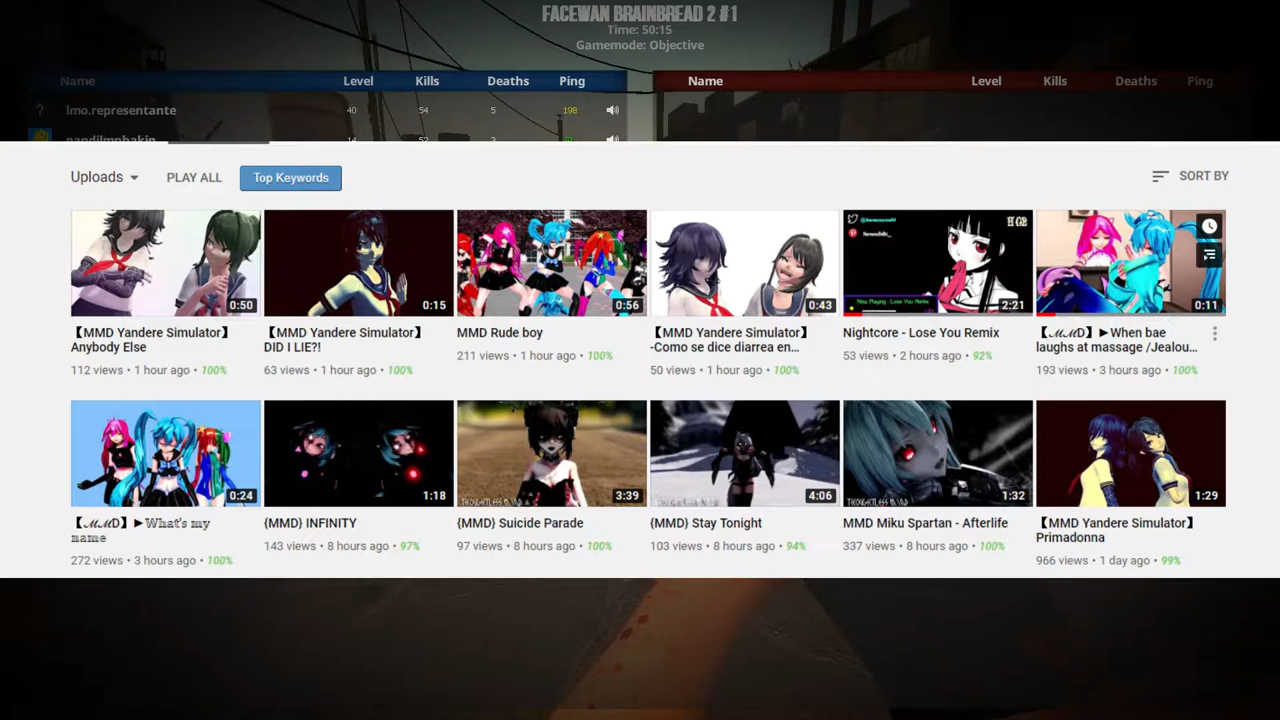 FACEWAN BRAINBREAD 2 #1
Time: 50:15
Gamemode: Objective
Name Level Kills Deaths Ping
Name Level Kills Deaths Ping
lmo.representante 40 54 5 198
Uploads PLAY ALL Top Keywords SORT BY
0:50
0:15
0:56
0:43
Now Playing - Lose You Remix
2:21
0:11
【MMD Yandere Simulator】
Anybody Else
112 views • 1 hour ago • 100%
【MMD Yandere Simulator】
DID I LIE?!
63 views • 1 hour ago • 100%
MMD Rude boy
211 views • 1 hour ago • 100%
【MMD Yandere Simulator】
-Como se dice diarrea en...
50 views • 1 hour ago • 100%
Nightcore - Lose You Remix
53 views • 2 hours ago • 92%
【𝓜𝓜D】►When bae
laughs at massage /Jealou...
193 views • 3 hours ago • 100%
0:24
1:18
THOUGHTLESS M.V.D
3:39
THOUGHTLESS M.V.D
4:06
THOUGHTLESS M.V.D
1:32
1:29
【𝓜𝓜D】►𝕎𝕙𝕒𝕥'𝕤 𝕞𝕪
𝕟𝕒𝕞𝕖
272 views • 3 hours ago • 100%
{MMD} INFINITY
143 views • 8 hours ago • 97%
{MMD} Suicide Parade
97 views • 8 hours ago • 100%
{MMD} Stay Tonight
103 views • 8 hours ago • 94%
MMD Miku Spartan - Afterlife
337 views • 8 hours ago • 100%
【MMD Yandere Simulator】
Primadonna
966 views • 1 day ago • 99%